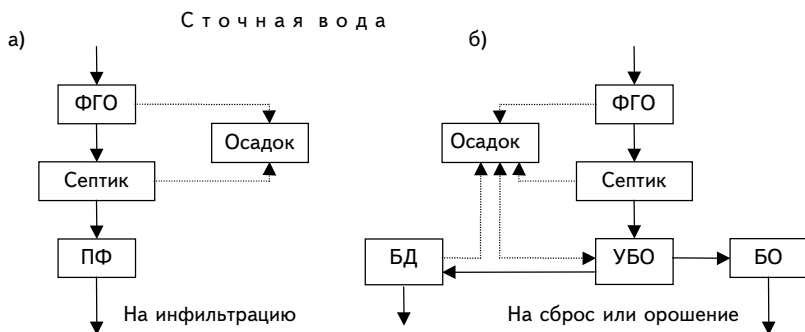 Сточная вода
а)
б)
ФГО
ФГО
Осадок
Осадок
Септик
Септик
ПФ
БД
УБО
БО
На инфильтрацию
На сброс или орошение